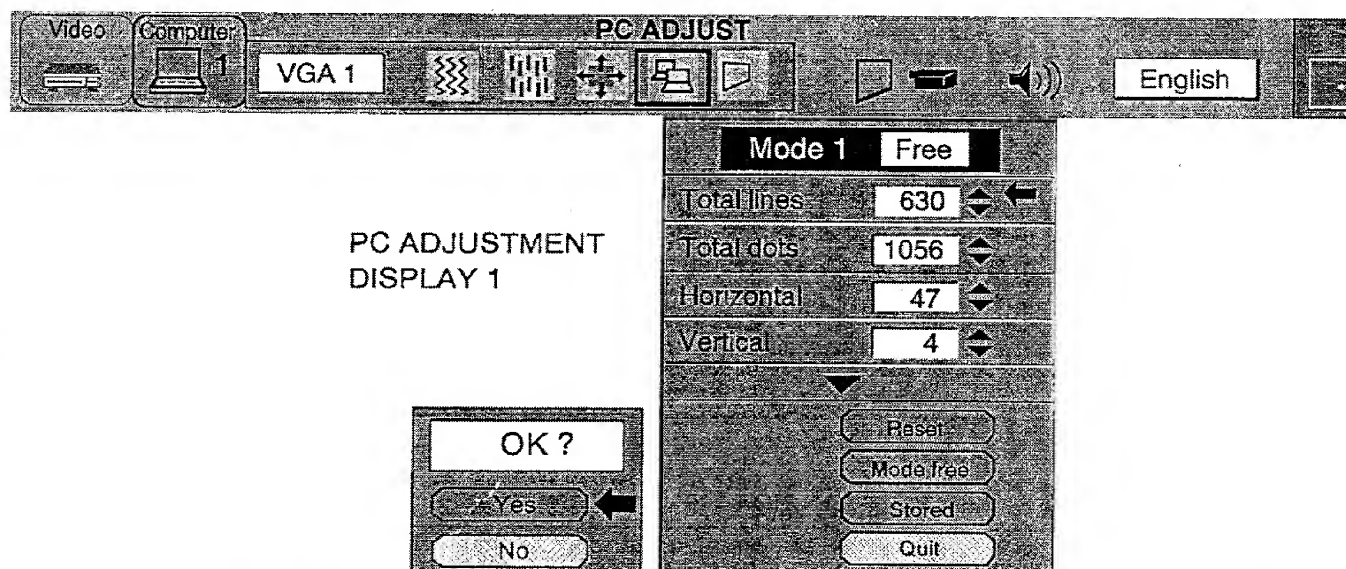 PC ADJUST
Video
Computer
1
VGA 1
English
Mode 1 Free
Total lines 630
Total dots 1056
Horizontal 47
Vertical 4
PC ADJUSTMENT
DISPLAY 1
OK ?
Yes
No
Reset
Mode free
Stored
Quit